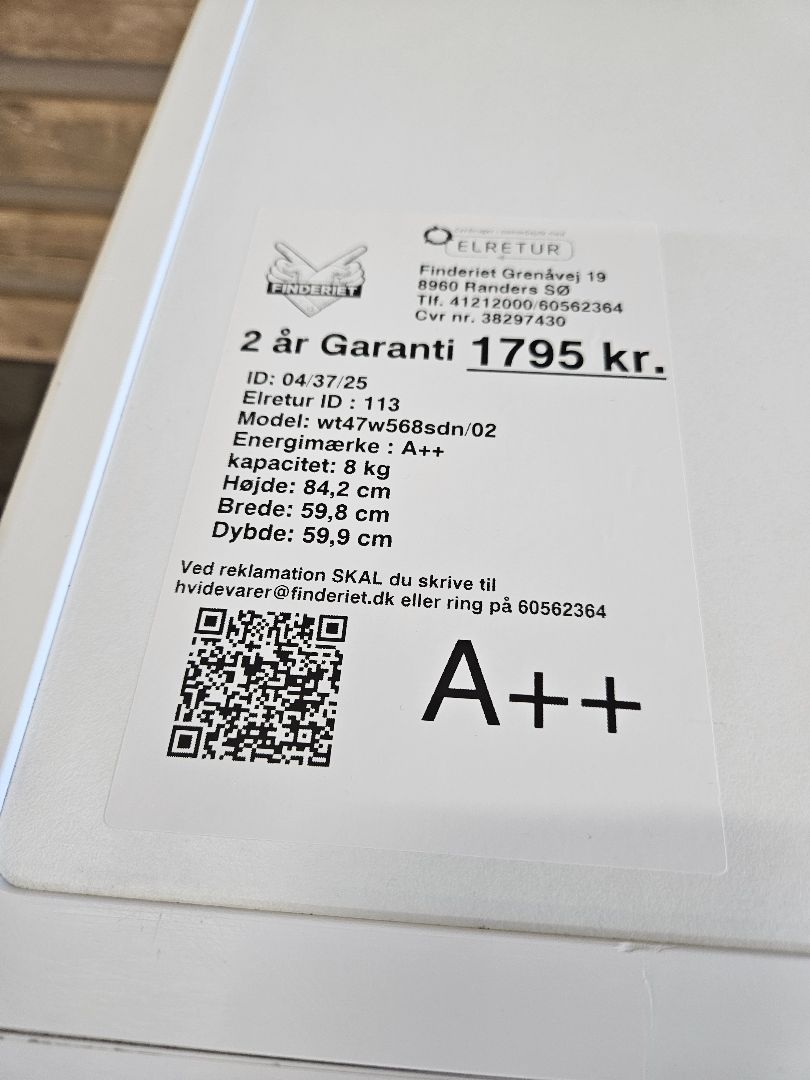 FINDERIET
ELRETUR
Finderiet Grenåvej 19
8960 Randers SØ
Tlf. 41212000/60562364
Cvr nr. 38297430
2 år Garanti 1795 kr.
ID: 04/37/25
Elretur ID : 113
Model: wt47w568sdn/02
Energimærke : A++
kapacitet: 8 kg
Højde: 84,2 cm
Brede: 59,8 cm
Dybde: 59,9 cm
Ved reklamation SKAL du skrive til
hvidevarer@finderiet.dk eller ring på 60562364
A++